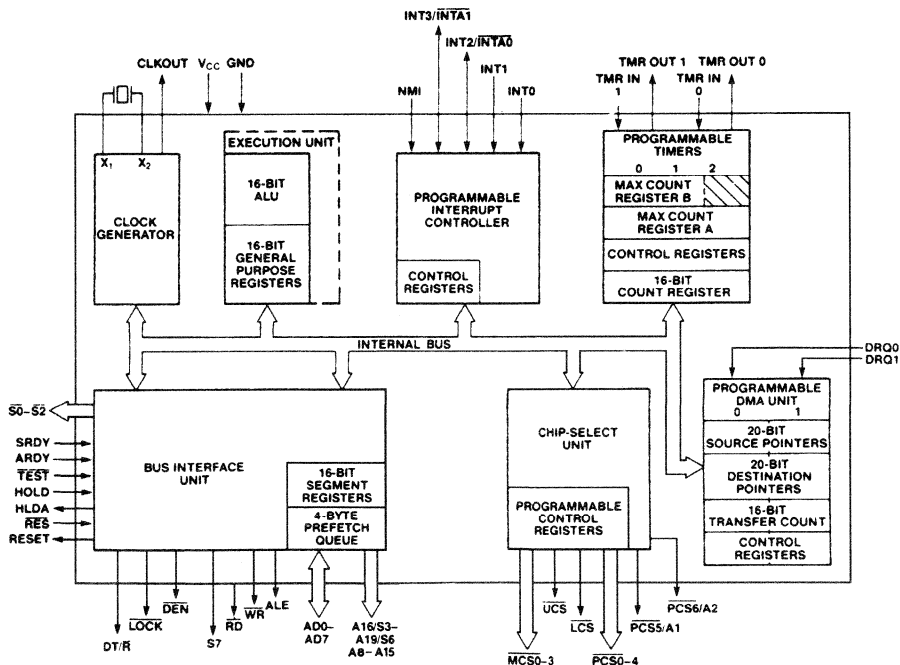 INT3/INTA1
INT2/INTA0
INT1
NMI
INT0
CLKOUT
VCC GND
TMR OUT 1 TMR OUT 0
TMR IN TMR IN
1 0
X1 X2
CLOCK
GENERATOR
EXECUTION UNIT
16-BIT
ALU
16-BIT
GENERAL
PURPOSE
REGISTERS
PROGRAMMABLE
INTERRUPT
CONTROLLER
CONTROL
REGISTERS
PROGRAMMABLE
TIMERS
0 1 2
MAX COUNT
REGISTER B
MAX COUNT
REGISTER A
CONTROL REGISTERS
16-BIT
COUNT REGISTER
INTERNAL BUS
DRQ0
DRQ1
S0-S2
SRDY
ARDY
TEST
HOLD
HLDA
RES
RESET
BUS INTERFACE
UNIT
16-BIT
SEGMENT
REGISTERS
4-BYTE
PREFETCH
QUEUE
CHIP-SELECT
UNIT
PROGRAMMABLE
CONTROL
REGISTERS
PROGRAMMABLE
DMA UNIT
0 1
20-BIT
SOURCE POINTERS
20-BIT
DESTINATION
POINTERS
16-BIT
TRANSFER COUNT
CONTROL
REGISTERS
DT/R
LOCK
DEN
S7
RD
WR
ALE
AD0-
AD7
A16/S3-
A19/S6
A8-A15
MCS0-3
UCS
LCS
PCS0-4
PCS5/A1
PCS6/A2